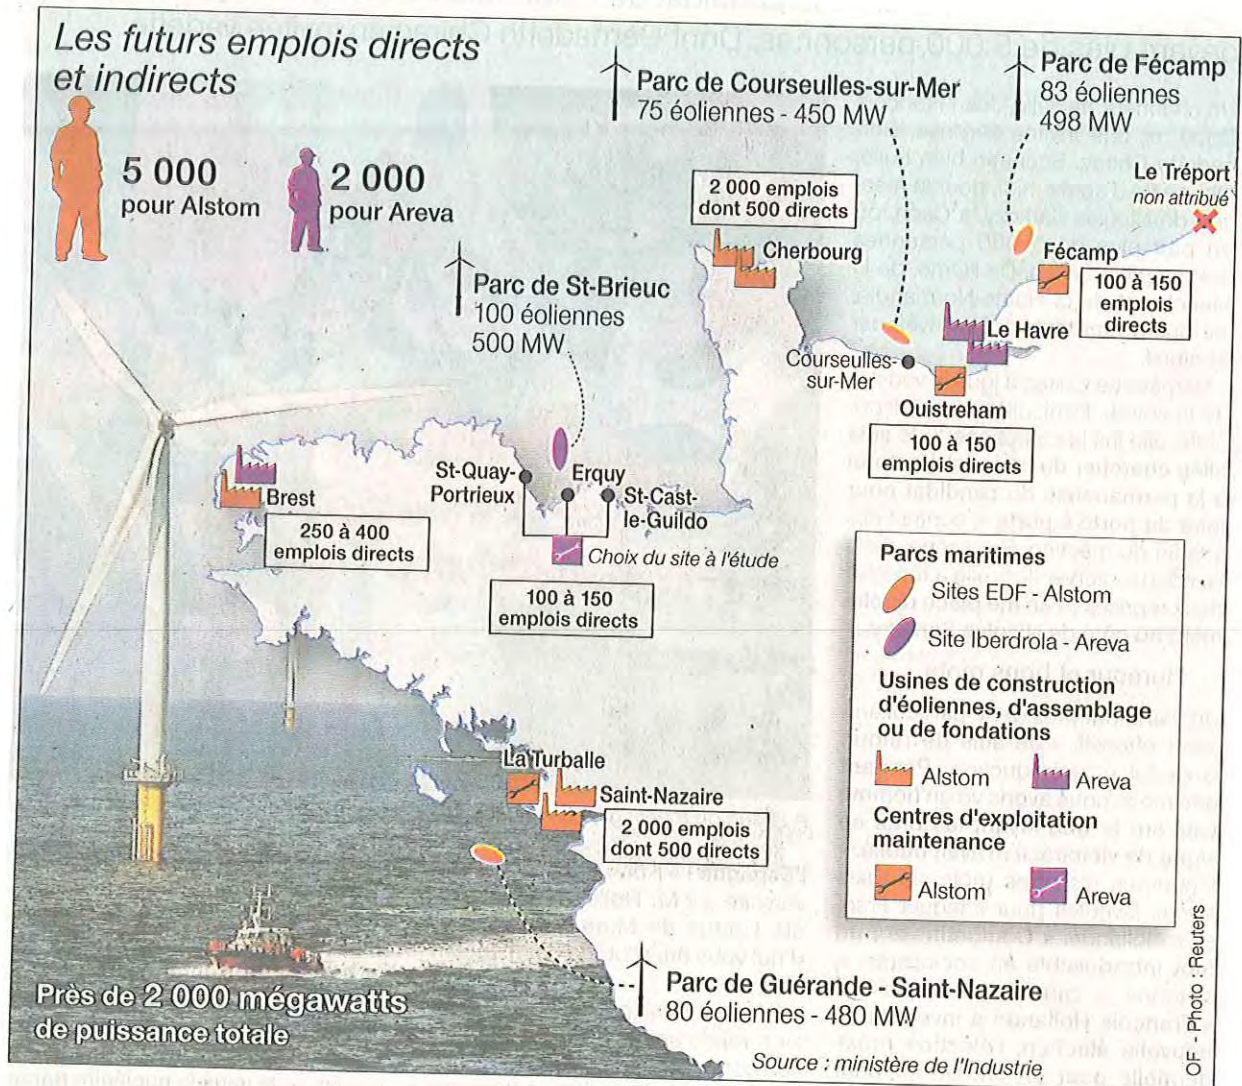 Les futurs emplois directs
et indirects
5 000
pour Alstom
2 000
pour Areva
Parc de Courseulles-sur-Mer
75 éoliennes - 450 MW
Parc de Fécamp
83 éoliennes
498 MW
Le Tréport
non attribué
2 000 emplois
dont 500 directs
Cherbourg
Fécamp
100 à 150
emplois
directs
Parc de St-Brieuc
100 éoliennes
500 MW
Le Havre
Courseulles-
sur-Mer
Ouistreham
100 à 150
emplois directs
Brest
250 à 400
emplois directs
St-Quay-
Portrieux
Erquy
St-Cast-
le-Guildo
Choix du site à l'étude
100 à 150
emplois directs
Parcs maritimes
Sites EDF - Alstom
Site Iberdrola - Areva
Usines de construction
d'éoliennes, d'assemblage
ou de fondations
Alstom
Areva
Centres d'exploitation
maintenance
Alstom
Areva
La Turballe
Saint-Nazaire
2 000 emplois
dont 500 directs
Parc de Guérande - Saint-Nazaire
80 éoliennes - 480 MW
Près de 2 000 mégawatts
de puissance totale
Source : ministère de l'Industrie
OF - Photo : Reuters